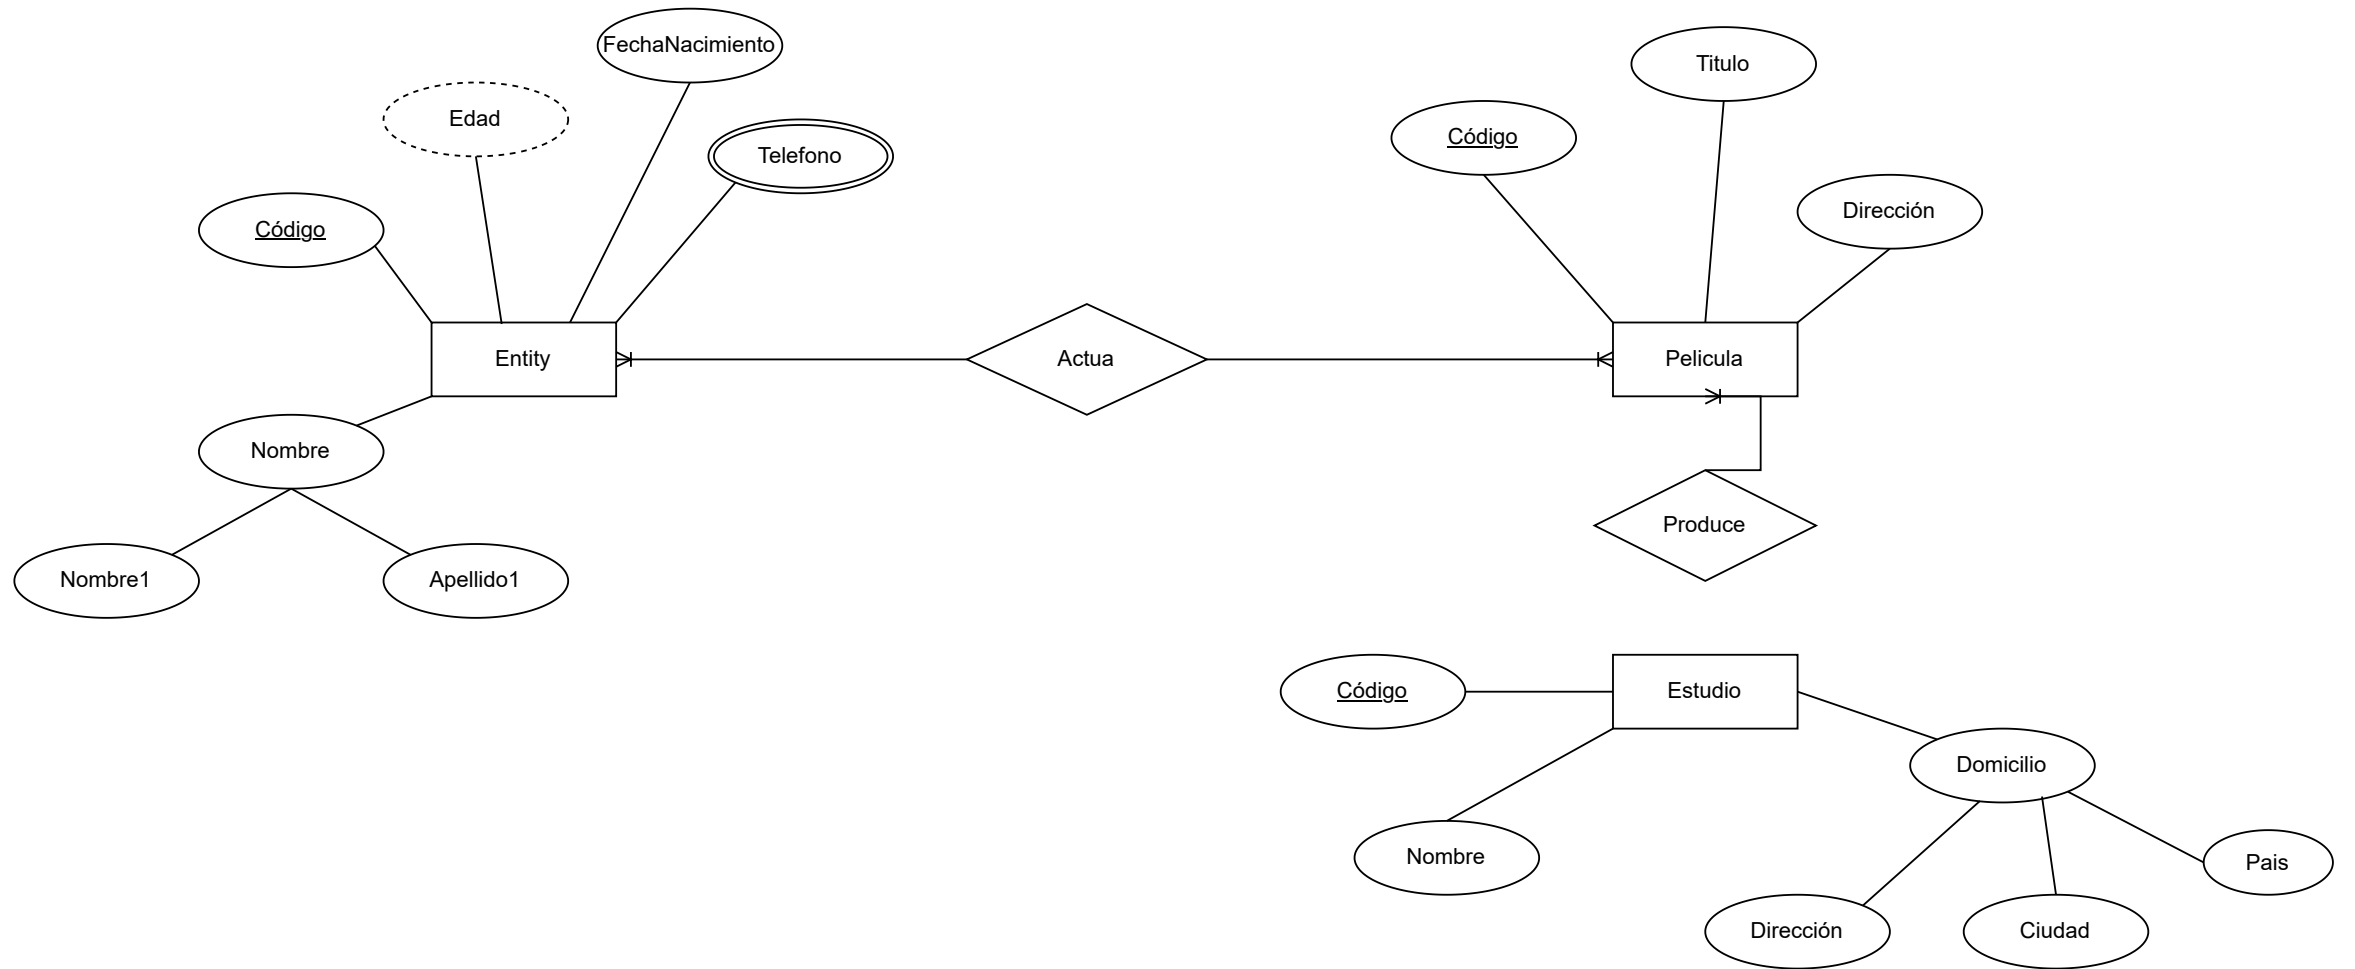 FechaNacimiento
Titulo
Edad
Código
Telefono
Dirección
Código
Entity
Actua
Pelicula
Nombre
Produce
Nombre1
Apellido1
Código
Estudio
Domicilio
Nombre
Pais
Dirección
Ciudad